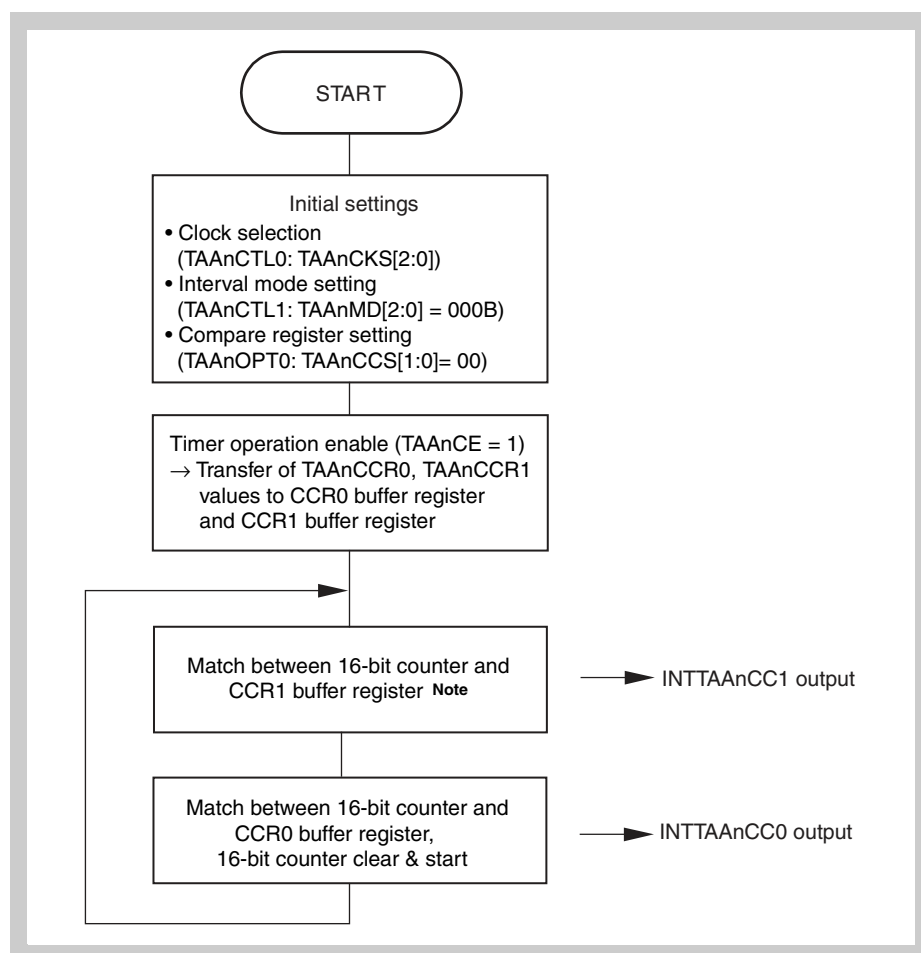 START
Initial settings
• Clock selection
(TAAnCTL0: TAAnCKS[2:0])
• Interval mode setting
(TAAnCTL1: TAAnMD[2:0] = 000B)
• Compare register setting
(TAAnOPT0: TAAnCCS[1:0]= 00)
Timer operation enable (TAAnCE = 1)
→ Transfer of TAAnCCR0, TAAnCCR1
values to CCR0 buffer register
and CCR1 buffer register
Match between 16-bit counter and
CCR1 buffer register Note
INTTAAnCC1 output
Match between 16-bit counter and
CCR0 buffer register,
16-bit counter clear & start
INTTAAnCC0 output